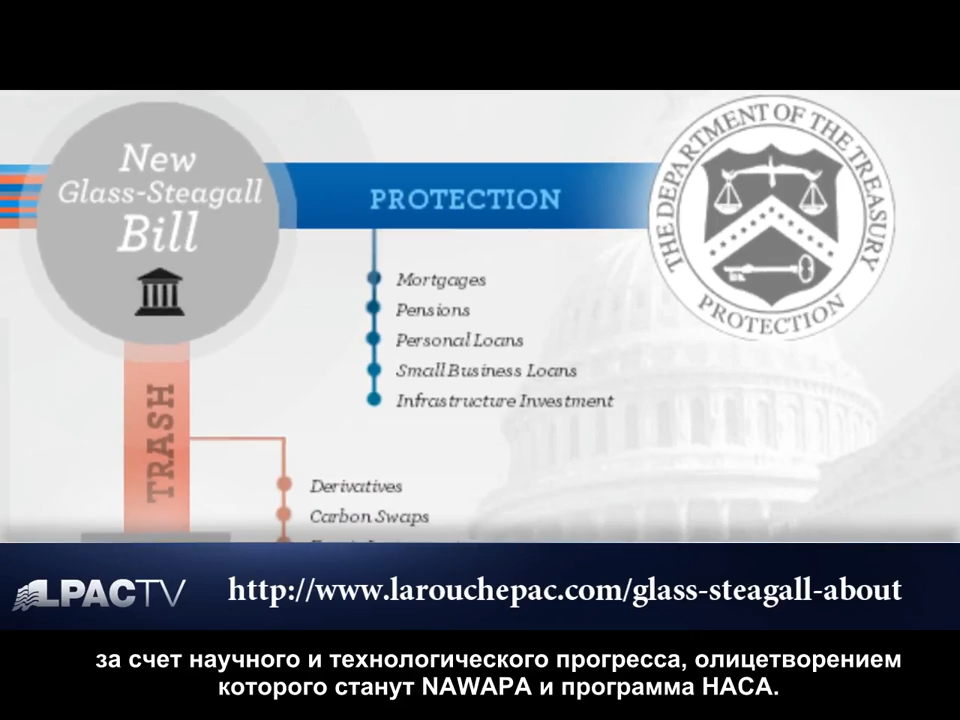 New
Glass-Steagall
Bill
PROTECTION
THE DEPARTMENT OF THE TREASURY
PROTECTION
Mortgages
Pensions
Personal Loans
Small Business Loans
Infrastructure Investment
TRASH
Derivatives
Carbon Swaps
LPACTV
http://www.larouchepac.com/glass-steagall-about
за счет научного и технологического прогресса, олицетворением
которого станут NAWAPA и программа НАСА.